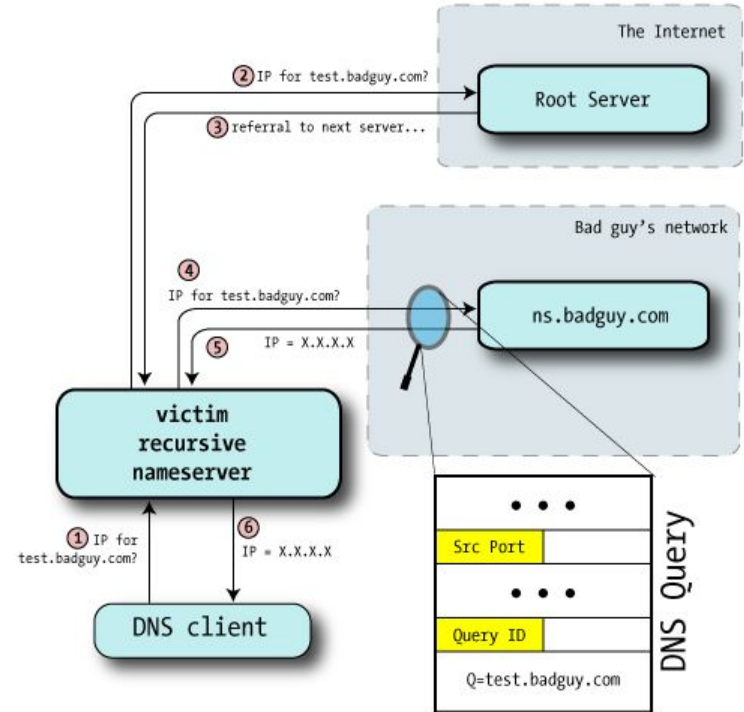 The Internet
② IP for test.badguy.com?
Root Server
③ referral to next server...
Bad guy's network
④
IP for test.badguy.com?
ns.badguy.com
⑤ IP = X.X.X.X
victim
recursive
nameserver
① IP for
test.badguy.com?
⑥
IP = X.X.X.X
DNS client
• • •
Src Port
• • •
Query ID
Q=test.badguy.com
DNS Query